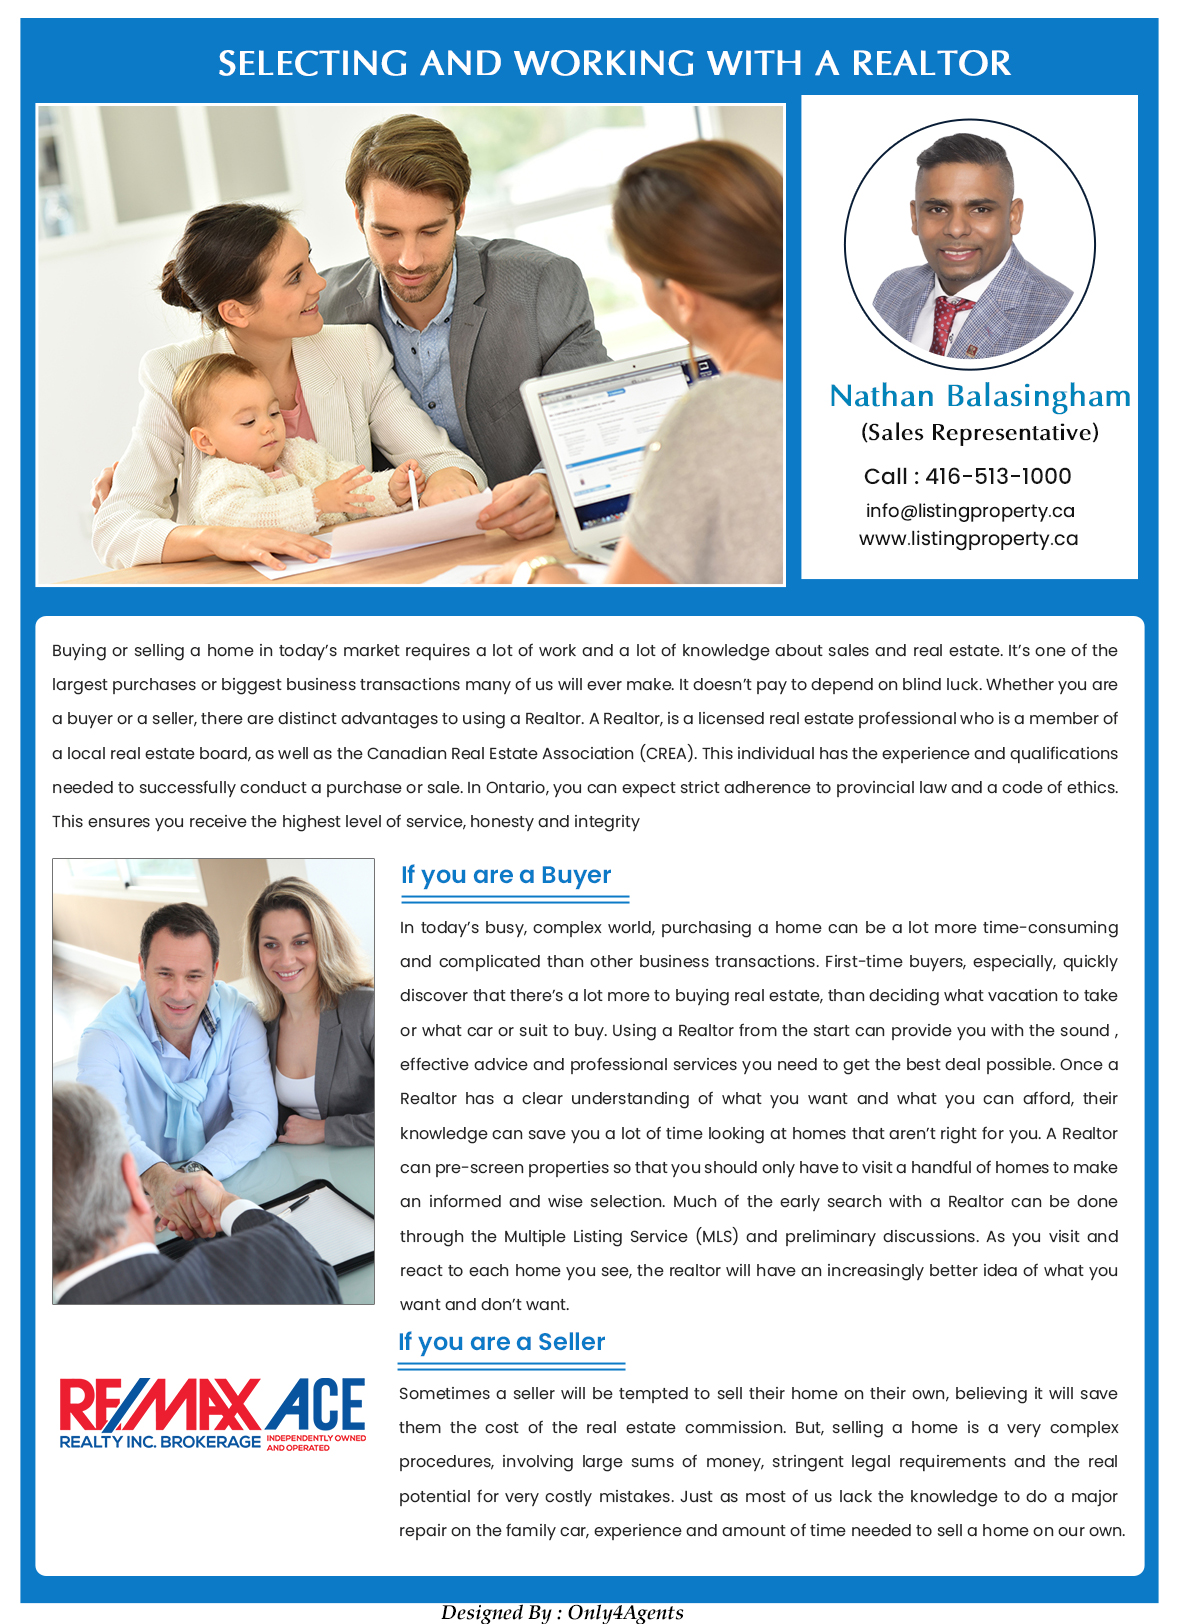 SELECTING AND WORKING WITH A REALTOR
Nathan Balasingham
(Sales Representative)
Call : 416-513-1000
info@listingproperty.ca
www.listingproperty.ca
Buying or selling a home in today’s market requires a lot of work and a lot of knowledge about sales and real estate. It’s one of the
largest purchases or biggest business transactions many of us will ever make. It doesn’t pay to depend on blind luck. Whether you are
a buyer or a seller, there are distinct advantages to using a Realtor. A Realtor, is a licensed real estate professional who is a member of
a local real estate board, as well as the Canadian Real Estate Association (CREA). This individual has the experience and qualifications
needed to successfully conduct a purchase or sale. In Ontario, you can expect strict adherence to provincial law and a code of ethics.
This ensures you receive the highest level of service, honesty and integrity
If you are a Buyer
In today’s busy, complex world, purchasing a home can be a lot more time-consuming
and complicated than other business transactions. First-time buyers, especially, quickly
discover that there’s a lot more to buying real estate, than deciding what vacation to take
or what car or suit to buy. Using a Realtor from the start can provide you with the sound ,
effective advice and professional services you need to get the best deal possible. Once a
Realtor has a clear understanding of what you want and what you can afford, their
knowledge can save you a lot of time looking at homes that aren’t right for you. A Realtor
can pre-screen properties so that you should only have to visit a handful of homes to make
an informed and wise selection. Much of the early search with a Realtor can be done
through the Multiple Listing Service (MLS) and preliminary discussions. As you visit and
react to each home you see, the realtor will have an increasingly better idea of what you
want and don’t want.
If you are a Seller
Sometimes a seller will be tempted to sell their home on their own, believing it will save
them the cost of the real estate commission. But, selling a home is a very complex
procedures, involving large sums of money, stringent legal requirements and the real
potential for very costly mistakes. Just as most of us lack the knowledge to do a major
repair on the family car, experience and amount of time needed to sell a home on our own.
RE/MAX ACE
REALTY INC. BROKERAGE
INDEPENDENTLY OWNED
AND OPERATED
Designed By : Only4Agents